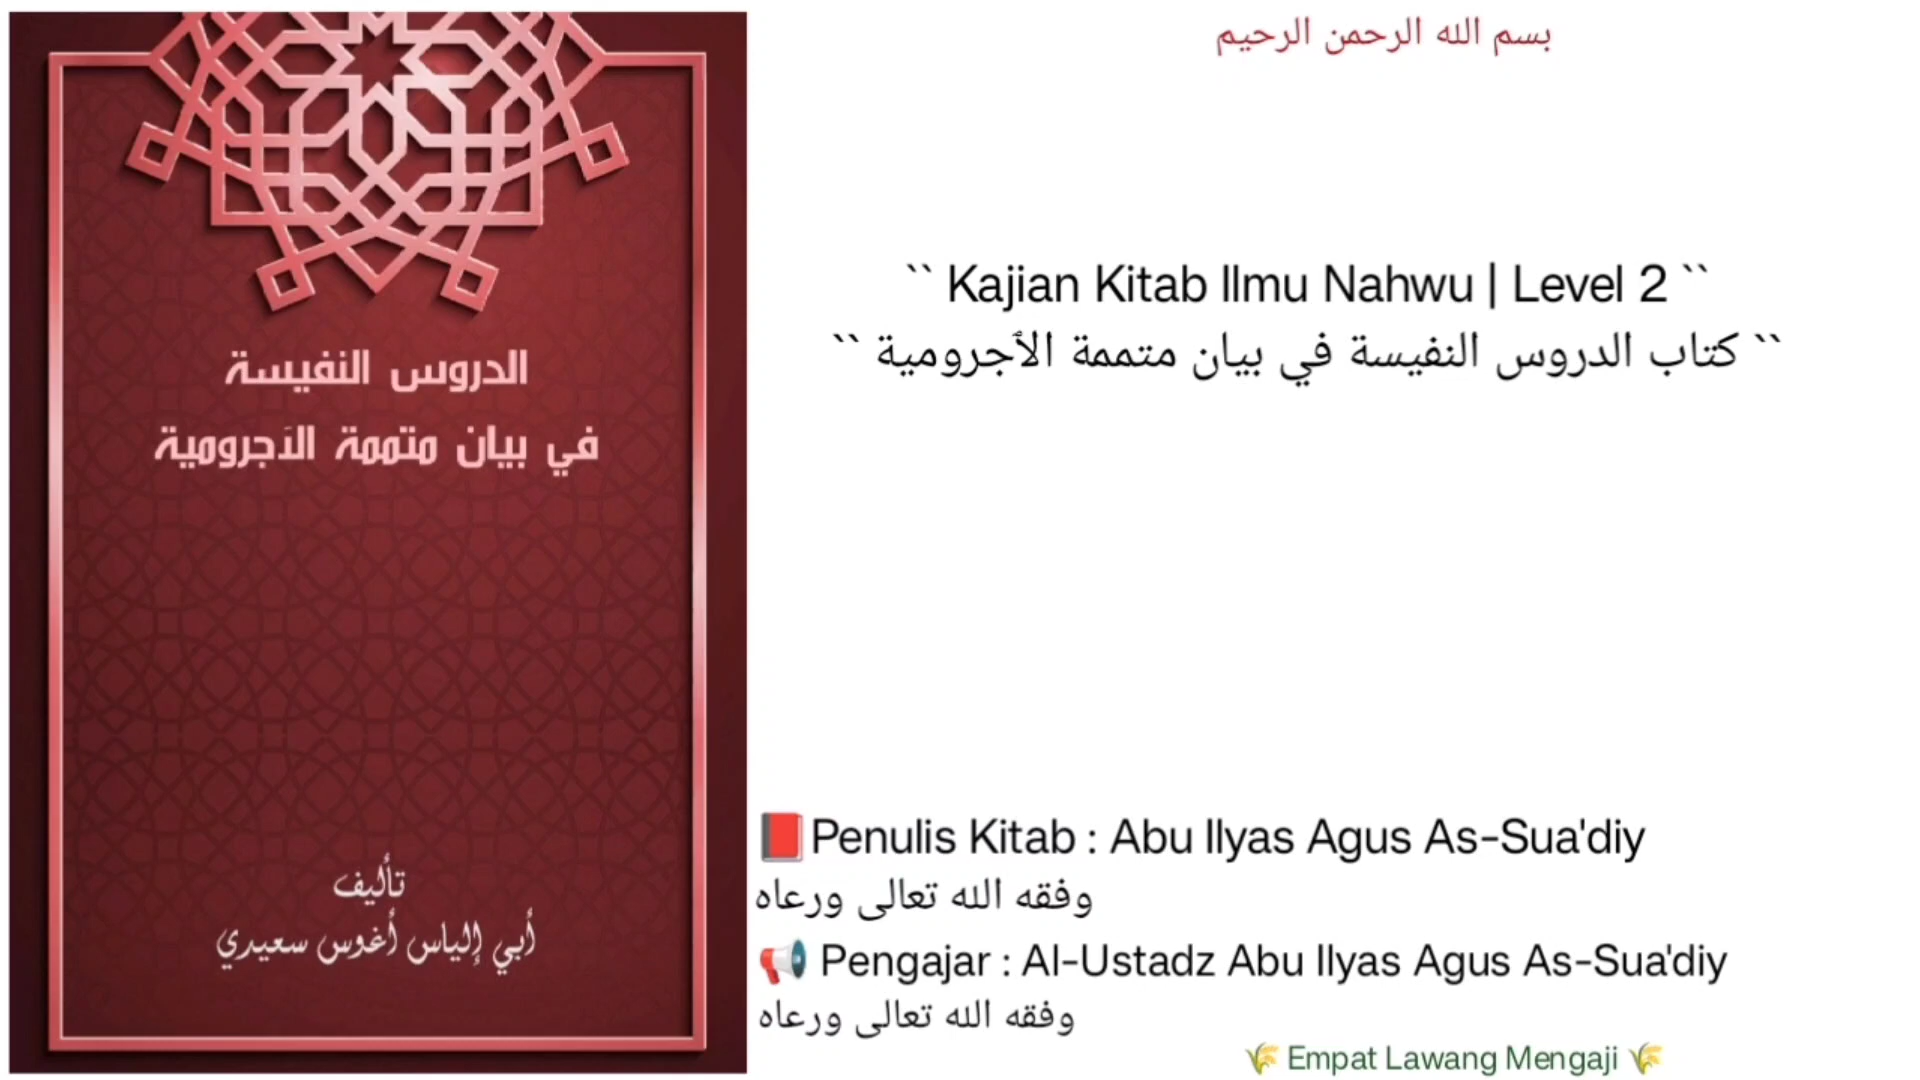 الدروس النفيسة
في بيان متممة الآجرومية
تأليف
أبي إلياس أغوس سعيدي
بسم الله الرحمن الرحيم
`` Kajian Kitab Ilmu Nahwu | Level 2 ``
`` كتاب الدروس النفيسة في بيان متممة الأجرومية ``
📕Penulis Kitab : Abu Ilyas Agus As-Sua'diy
وفقه الله تعالى ورعاه
📢 Pengajar : Al-Ustadz Abu Ilyas Agus As-Sua'diy
وفقه الله تعالى ورعاه
🌾 Empat Lawang Mengaji 🌾